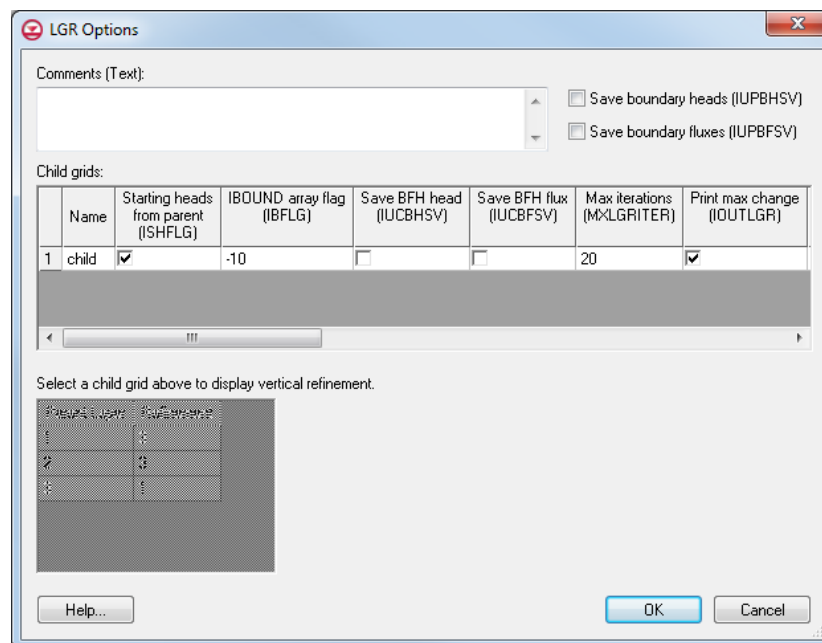 LGR Options
Comments (Text):
Save boundary heads (IUPBHSV)
Save boundary fluxes (IUPBFSV)
Child grids:
Name
Starting heads
from parent
(ISHFLG)
IBOUND array flag
(IBFLG)
Save BFH head
(IUCBHSV)
Save BFH flux
(IUCBFSV)
Max iterations
(MXLGRITER)
Print max change
(IOUTLGR)
1 child -10 20
Select a child grid above to display vertical refinement.
2 3
Help...
OK
Cancel